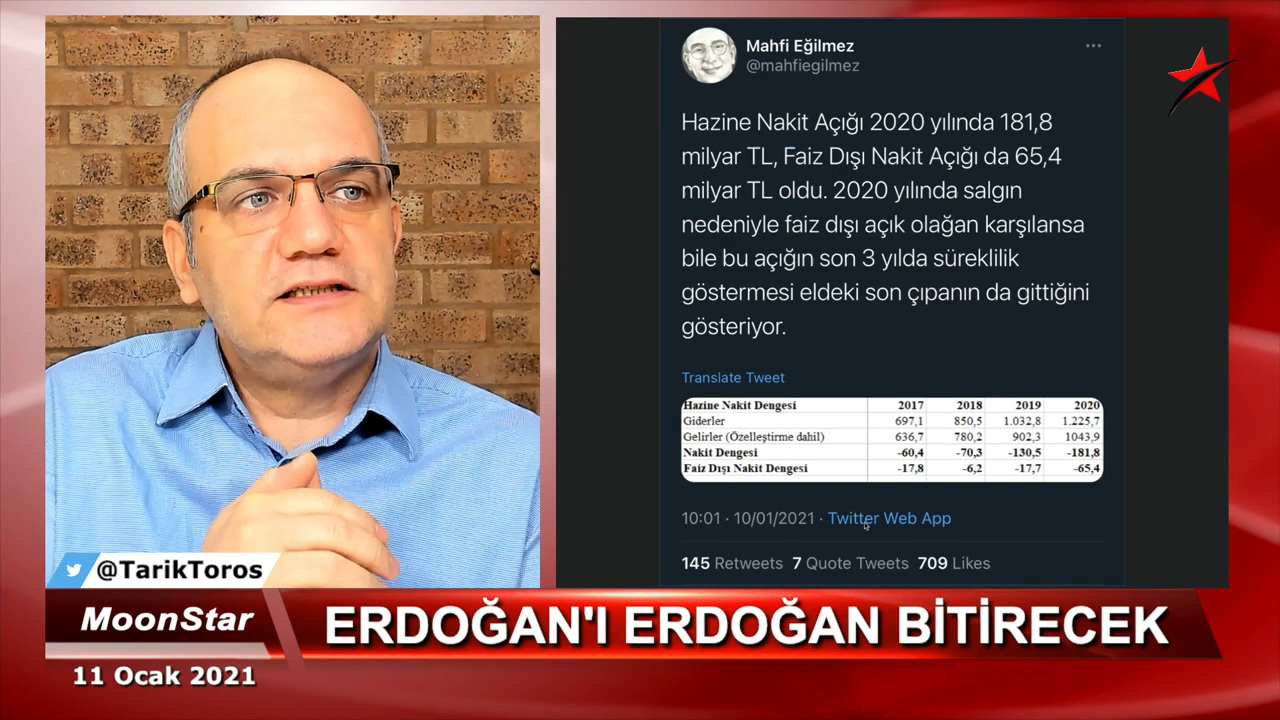 Mahfi Eğilmez
@mahfiegilmez
Hazine Nakit Açığı 2020 yılında 181,8
milyar TL, Faiz Dışı Nakit Açığı da 65,4
milyar TL oldu. 2020 yılında salgın
nedeniyle faiz dışı açık olağan karşılansa
bile bu açığın son 3 yılda süreklilik
göstermesi eldeki son çıpanın da gittiğini
gösteriyor.
Translate Tweet
Hazine Nakit Dengesi 2017 2018 2019 2020
Giderler 697,1 850,5 1.032,8 1.225,7
Gelirler (Özelleştirme dahil) 636,7 780,2 902,3 1043,9
Nakit Dengesi -60,4 -70,3 -130,5 -181,8
Faiz Dışı Nakit Dengesi -17,8 -6,2 -17,7 -65,4
10:01 · 10/01/2021 · Twitter Web App
145 Retweets 7 Quote Tweets 709 Likes
@TarikToros
MoonStar
ERDOĞAN'I ERDOĞAN BİTİRECEK
11 Ocak 2021